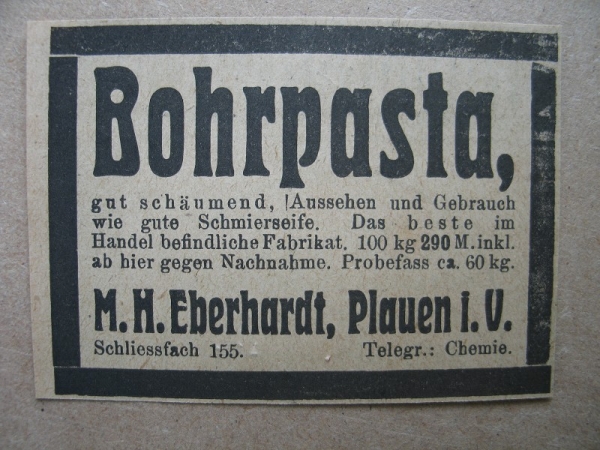 Bohrpasta,
gut schäumend, Aussehen und Gebrauch
wie gute Schmierseife. Das beste im
Handel befindliche Fabrikat. 100 kg 290 M. inkl.
ab hier gegen Nachnahme. Probefass ca. 60 kg.
M. H. Eberhardt, Plauen i. V.
Schliessfach 155. Telegr.: Chemie.